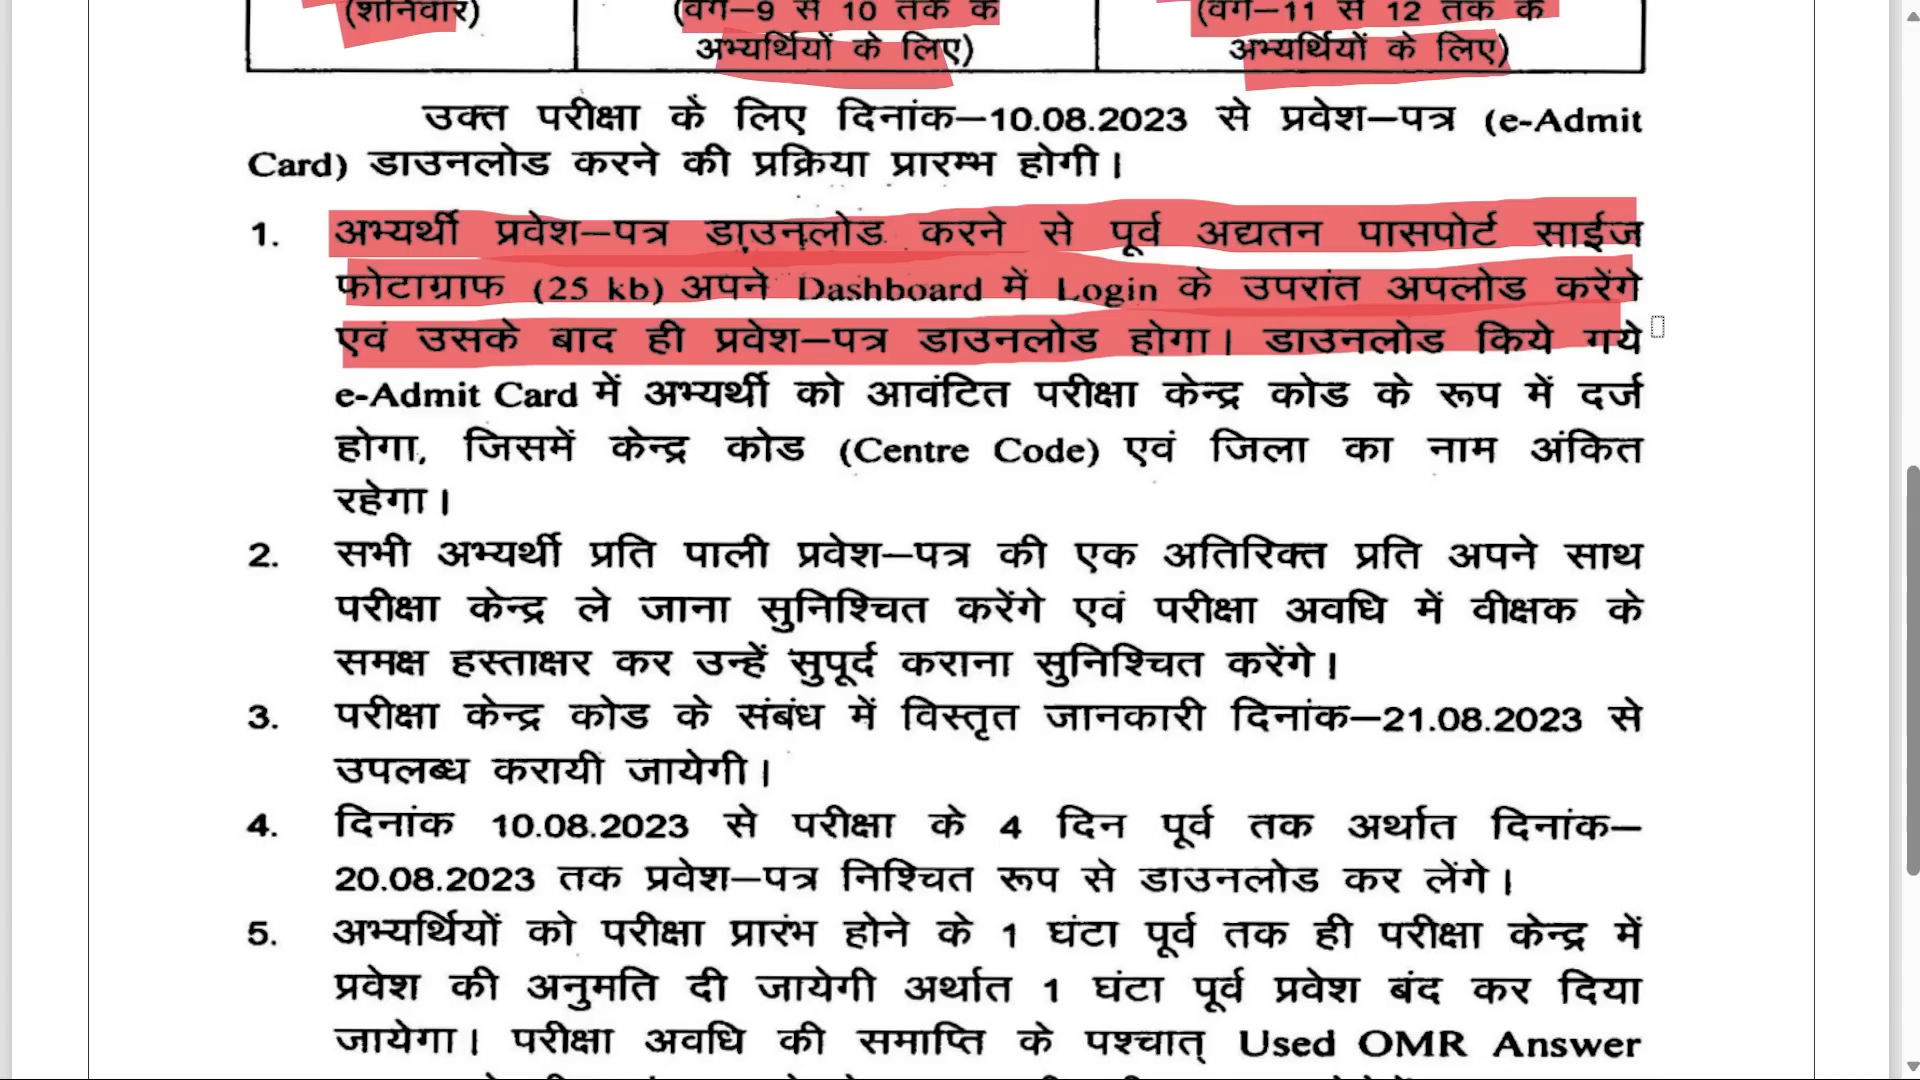 (शनिवार) (वर्ग–9 से 10 तक के (वर्ग–11 से 12 तक के
अभ्यर्थियों के लिए) अभ्यर्थियों के लिए)
उक्त परीक्षा के लिए दिनांक–10.08.2023 से प्रवेश–पत्र (e-Admit
Card) डाउनलोड करने की प्रक्रिया प्रारम्भ होगी।
1. अभ्यर्थी प्रवेश–पत्र डाउनलोड करने से पूर्व अद्यतन पासपोर्ट साईज
फोटाग्राफ (25 kb) अपने Dashboard में Login के उपरांत अपलोड करेंगे
एवं उसके बाद ही प्रवेश–पत्र डाउनलोड होगा। डाउनलोड किये गये
e-Admit Card में अभ्यर्थी को आवंटित परीक्षा केन्द्र कोड के रूप में दर्ज
होगा, जिसमें केन्द्र कोड (Centre Code) एवं जिला का नाम अंकित
रहेगा।
2. सभी अभ्यर्थी प्रति पाली प्रवेश–पत्र की एक अतिरिक्त प्रति अपने साथ
परीक्षा केन्द्र ले जाना सुनिश्चित करेंगे एवं परीक्षा अवधि में वीक्षक के
समक्ष हस्ताक्षर कर उन्हें सुपूर्द कराना सुनिश्चित करेंगे।
3. परीक्षा केन्द्र कोड के संबंध में विस्तृत जानकारी दिनांक–21.08.2023 से
उपलब्ध करायी जायेगी।
4. दिनांक 10.08.2023 से परीक्षा के 4 दिन पूर्व तक अर्थात दिनांक–
20.08.2023 तक प्रवेश–पत्र निश्चित रूप से डाउनलोड कर लेंगे।
5. अभ्यर्थियों को परीक्षा प्रारंभ होने के 1 घंटा पूर्व तक ही परीक्षा केन्द्र में
प्रवेश की अनुमति दी जायेगी अर्थात 1 घंटा पूर्व प्रवेश बंद कर दिया
जायेगा। परीक्षा अवधि की समाप्ति के पश्चात् Used OMR Answer